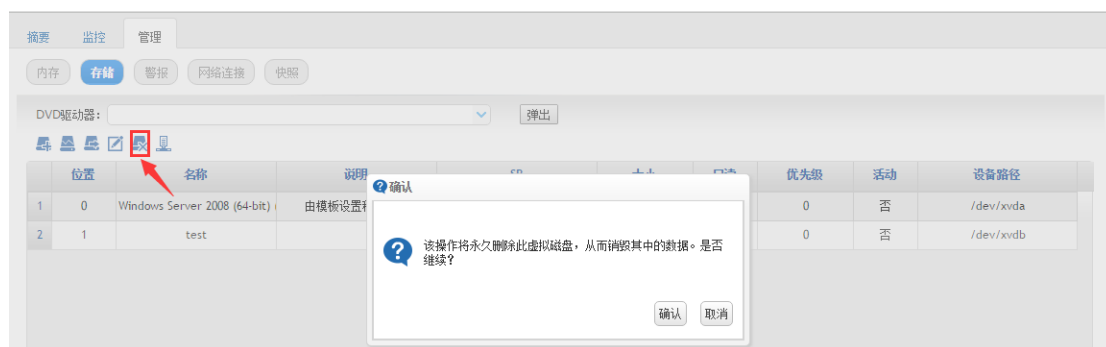 摘要 监控 管理
内存 存储 警报 网络连接 快照
DVD驱动器: 弹出
位置 名称 说明 SR 大小 只读 优先级 活动 设备路径
1 0 Windows Server 2008 (64-bit) 由模板设置 0 否 /dev/xvda
2 1 test 0 否 /dev/xvdb
确认
该操作将永久删除此虚拟磁盘，从而销毁其中的数据。是否
继续?
确认 取消